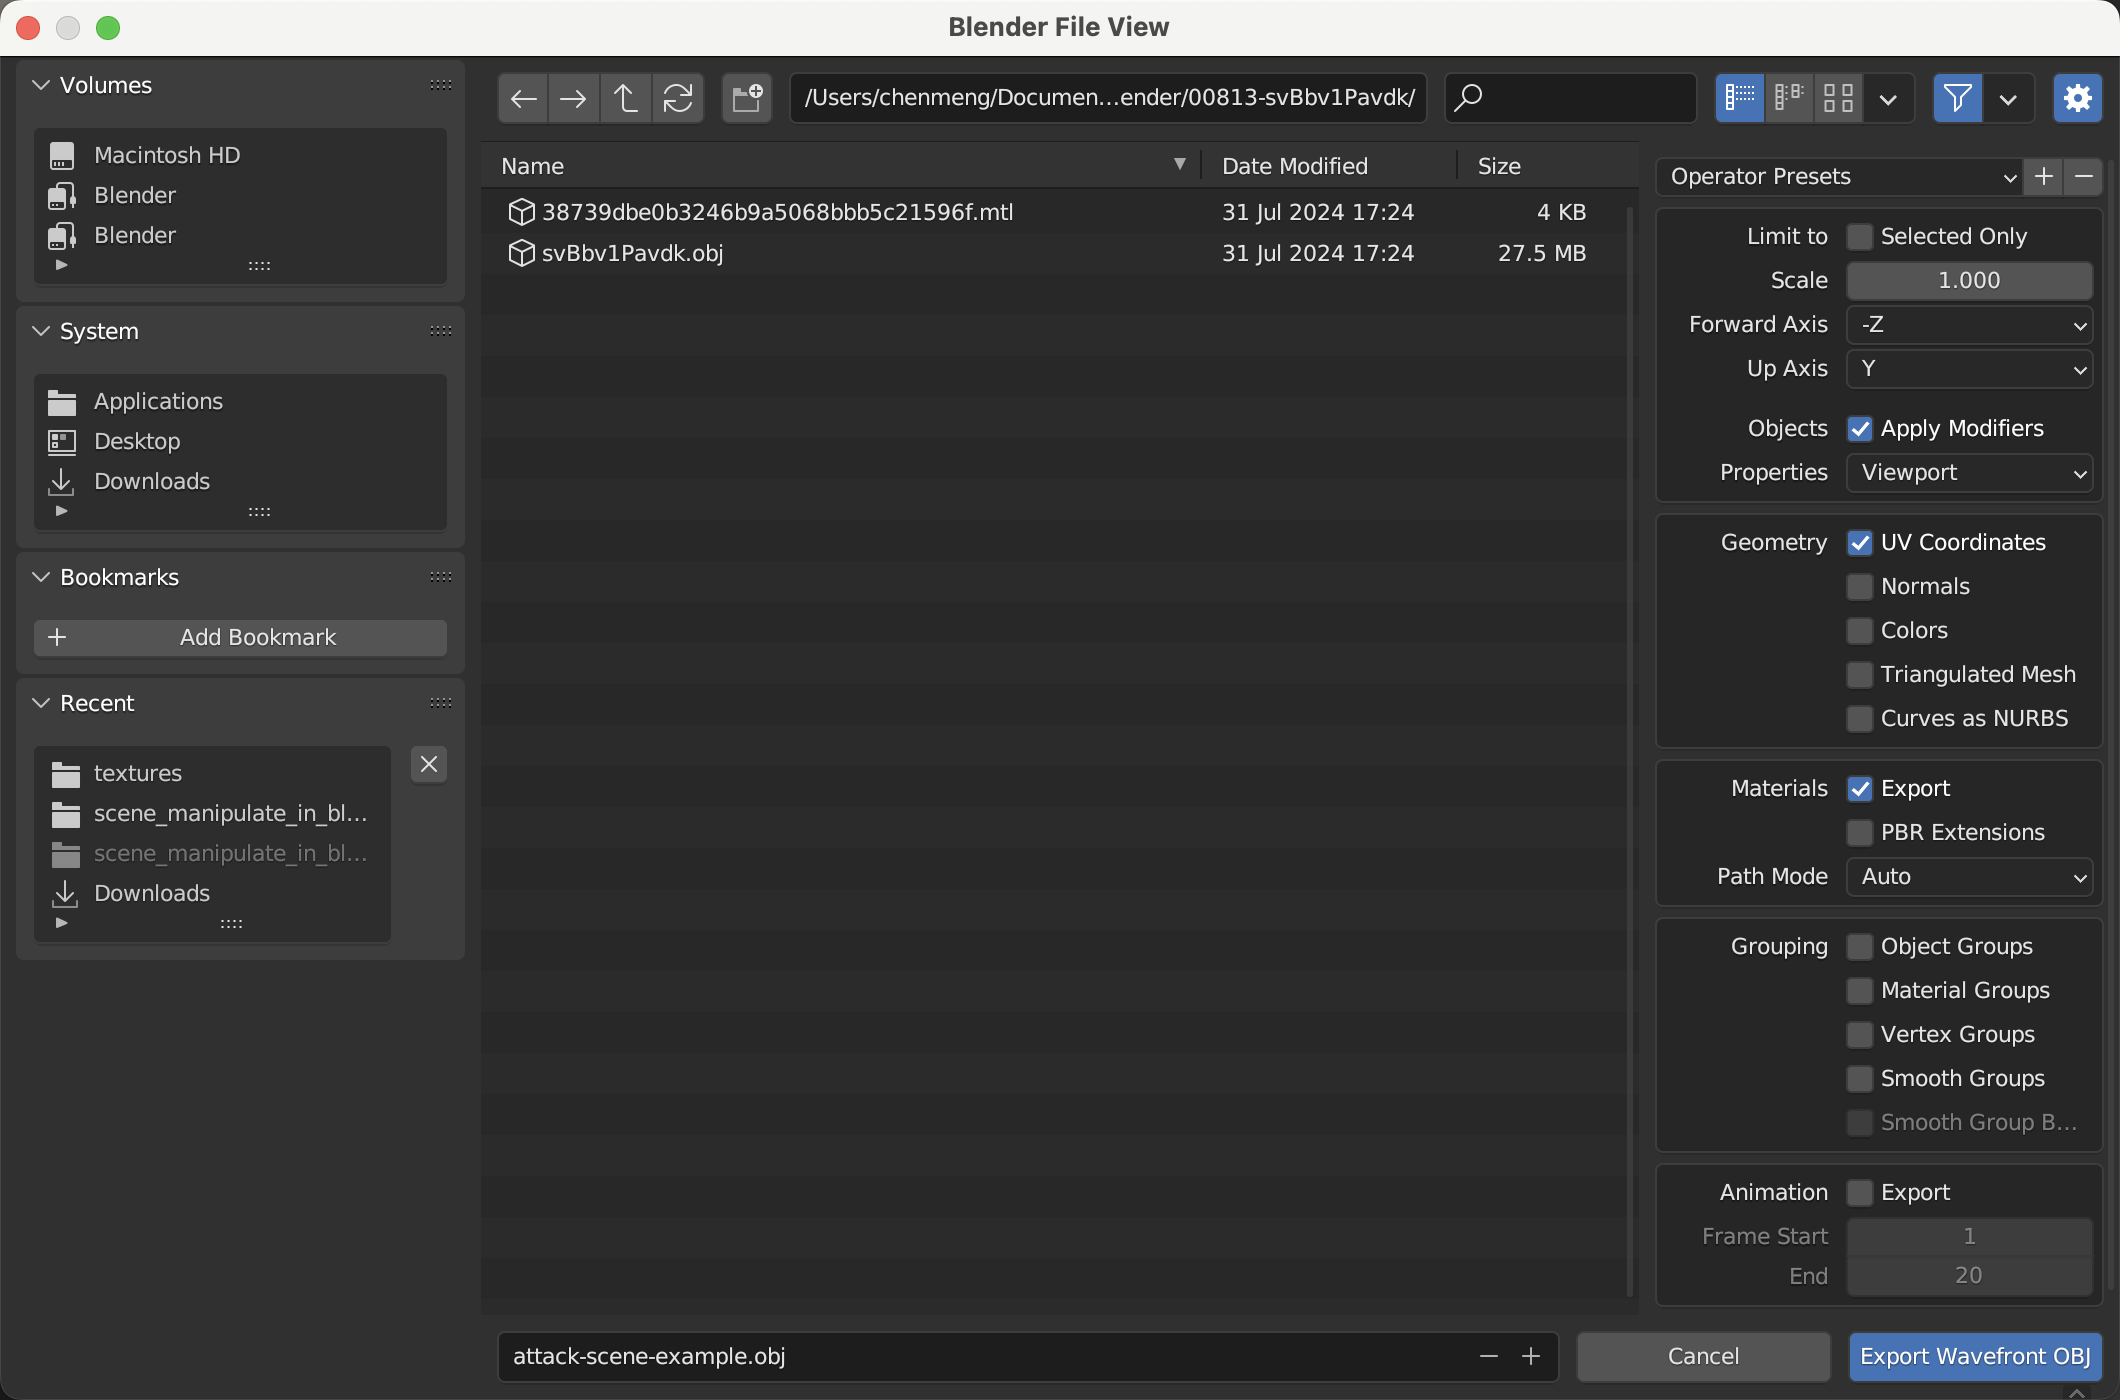 Blender File View
Volumes
Macintosh HD
Blender
Blender
System
Applications
Desktop
Downloads
Bookmarks
Add Bookmark
Recent
textures
scene_manipulate_in_bl...
scene_manipulate_in_bl...
Downloads
/Users/chenmeng/Documen...ender/00813-svBbv1Pavdk/
Name Date Modified Size
38739dbe0b3246b9a5068bbb5c21596f.mtl 31 Jul 2024 17:24 4 KB
svBbv1Pavdk.obj 31 Jul 2024 17:24 27.5 MB
Operator Presets
Limit to Selected Only
Scale 1.000
Forward Axis -Z
Up Axis Y
Objects Apply Modifiers
Properties Viewport
Geometry UV Coordinates
Normals
Colors
Triangulated Mesh
Curves as NURBS
Materials Export
PBR Extensions
Path Mode Auto
Grouping Object Groups
Material Groups
Vertex Groups
Smooth Groups
Smooth Group B...
Animation Export
Frame Start 1
End 20
attack-scene-example.obj
Cancel
Export Wavefront OBJ